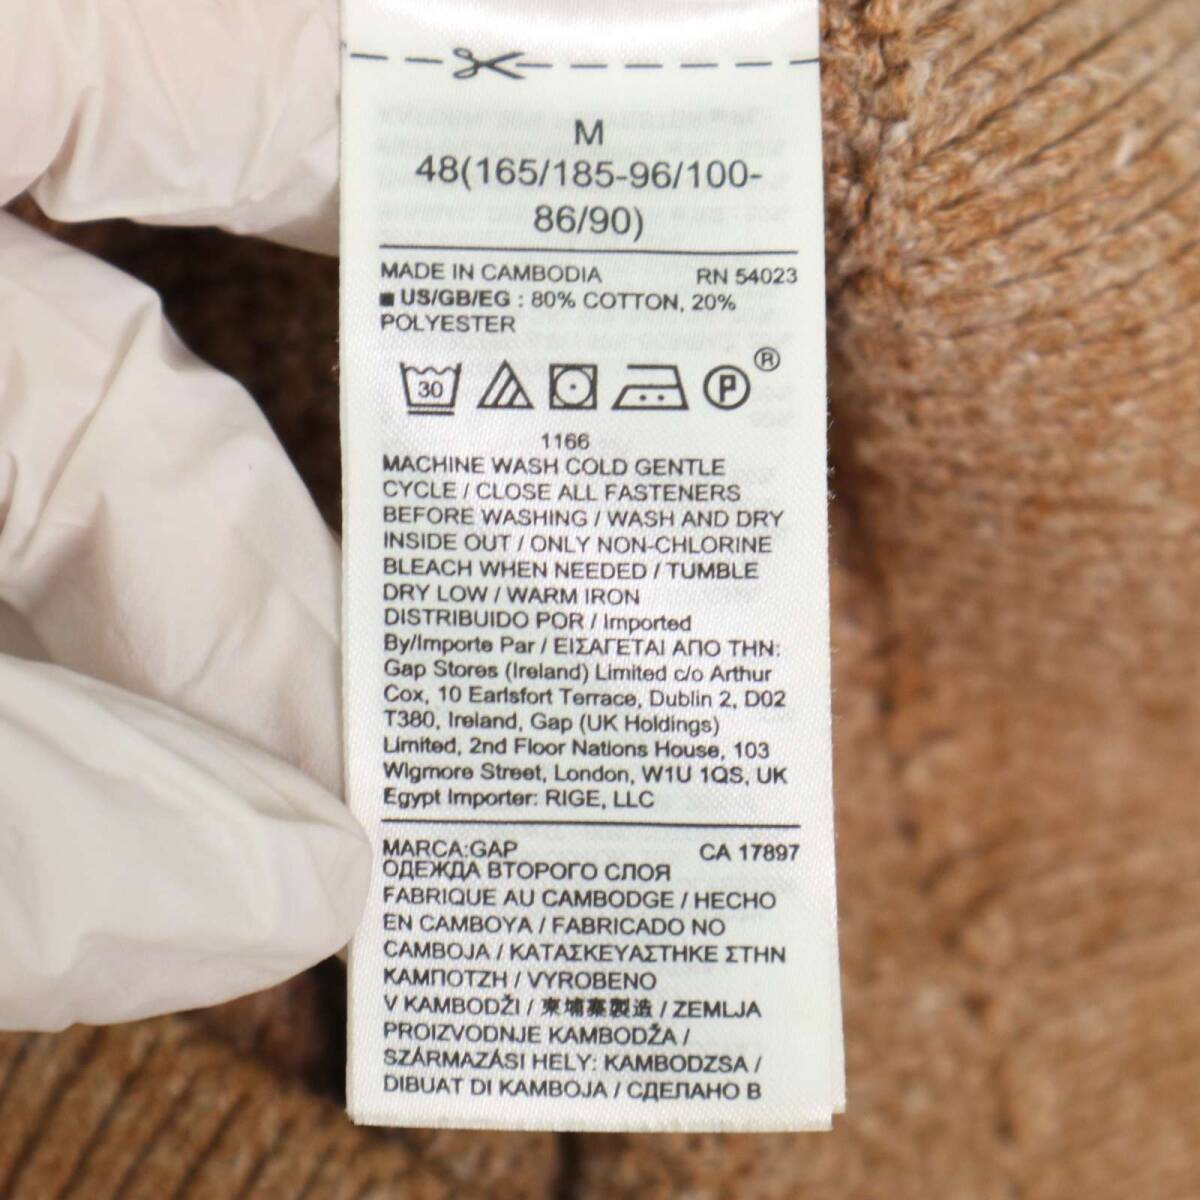 M
48(165/185-96/100-
86/90)
MADE IN CAMBODIA RN 54023
■ US/GB/EG : 80% COTTON, 20%
POLYESTER
30 P ®
1166
MACHINE WASH COLD GENTLE
CYCLE / CLOSE ALL FASTENERS
BEFORE WASHING / WASH AND DRY
INSIDE OUT / ONLY NON-CHLORINE
BLEACH WHEN NEEDED / TUMBLE
DRY LOW / WARM IRON
DISTRIBUIDO POR / Imported
By/Importe Par / ΕΙΣΑΓΕΤΑΙ ΑΠΟ ΤΗΝ:
Gap Stores (Ireland) Limited c/o Arthur
Cox, 10 Earlsfort Terrace, Dublin 2, D02
T380, Ireland, Gap (UK Holdings)
Limited, 2nd Floor Nations House, 103
Wigmore Street, London, W1U 1QS, UK
Egypt Importer: RIGE, LLC
MARCA:GAP CA 17897
ОДЕЖДА ВТОРОГО СЛОЯ
FABRIQUE AU CAMBODGE / HECHO
EN CAMBOYA / FABRICADO NO
CAMBOJA / ΚΑΤΑΣΚΕΥΑΣΤΗΚΕ ΣΤΗΝ
ΚΑΜΠΟΤΖΗ / VYROBENO
V KAMBODŽI / 柬埔寨製造 / ZEMLJA
PROIZVODNJE KAMBODŽA /
SZÁRMAZÁSI HELY: KAMBODZSA /
DIBUAT DI KAMBOJA / СДЕЛАНО В